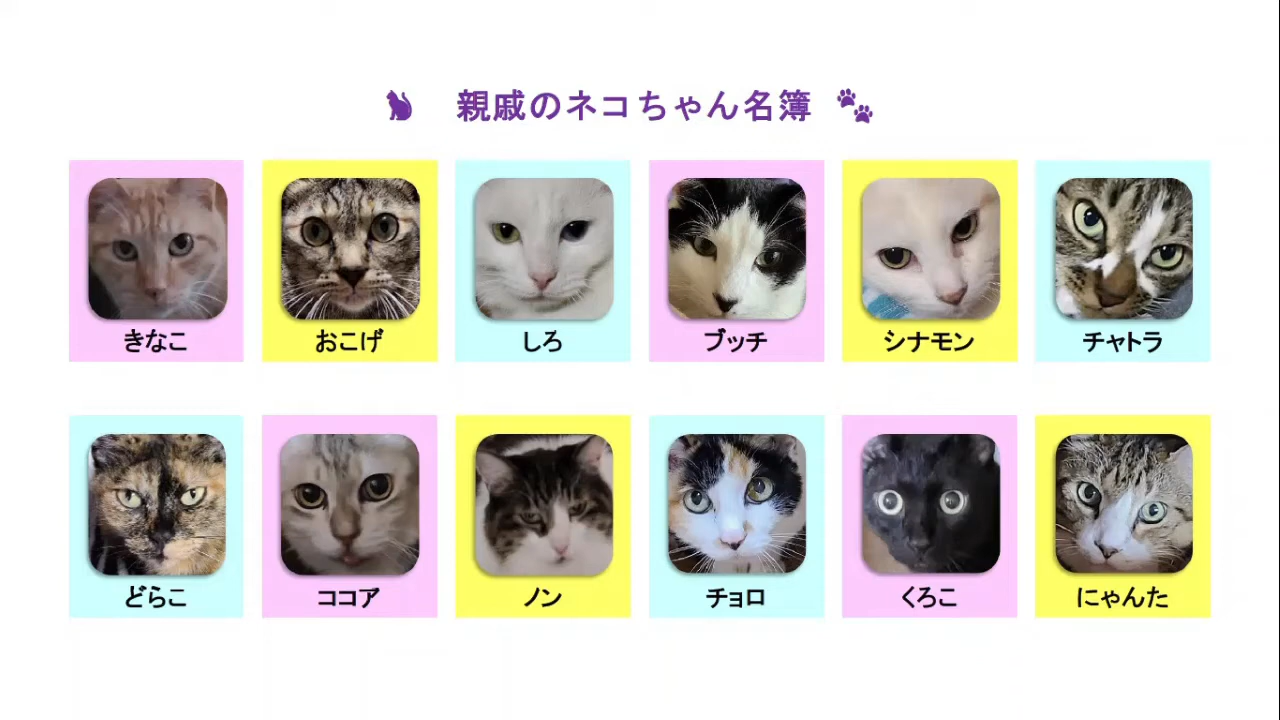 親戚のネコちゃん名簿
きなこ
おこげ
しろ
ブッチ
シナモン
チャトラ
どらこ
ココア
ノン
チョロ
くろこ
にゃんた